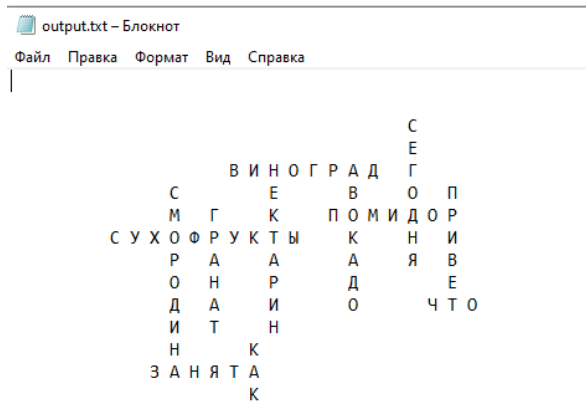 output.txt – Блокнот
Файл Правка Формат Вид Справка
С
Е
В И Н О Г Р А Д Г
С Е В О П
М Г К П О М И Д О Р
С У Х О Ф Р У К Т Ы К Н И
Р А А А Я В
О Н Р Д Е
Д А И О Ч Т О
И Т Н
Н К
З А Н Я Т А
К